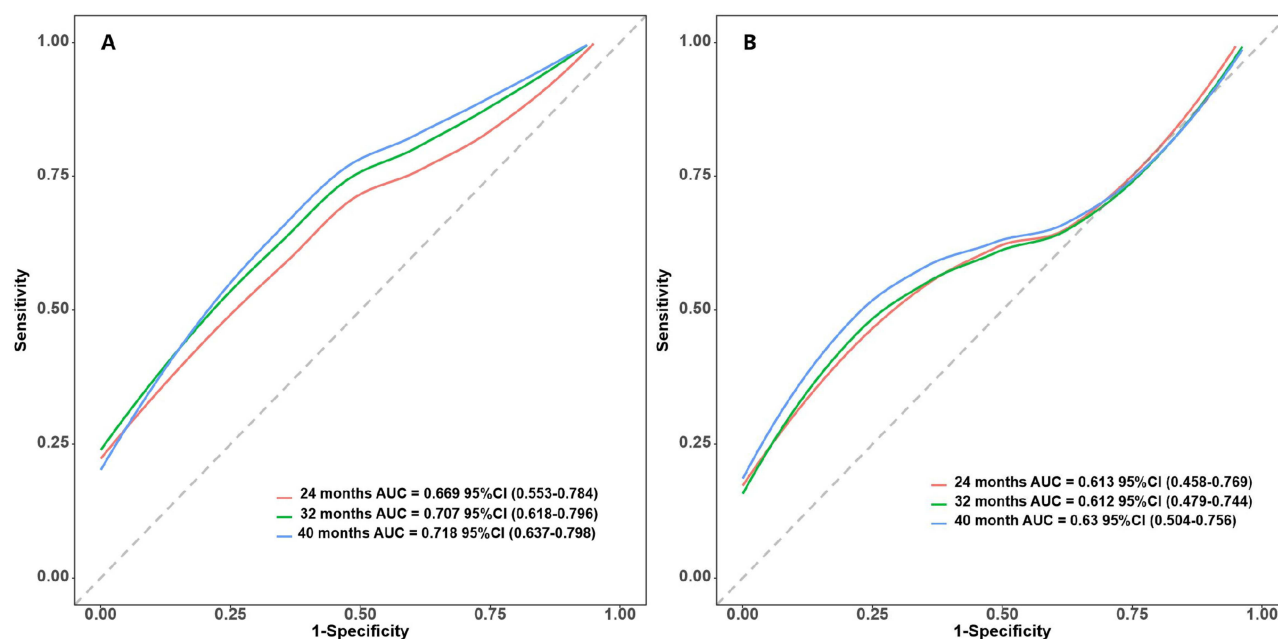 A
1.00
0.75
0.50
0.25
0.00
Sensitivity
24 months AUC = 0.669 95%CI (0.553-0.784)
32 months AUC = 0.707 95%CI (0.618-0.796)
40 months AUC = 0.718 95%CI (0.637-0.798)
0.00 0.25 0.50 0.75 1.00
1-Specificity
B
1.00
0.75
0.50
0.25
0.00
Sensitivity
24 months AUC = 0.613 95%CI (0.458-0.769)
32 months AUC = 0.612 95%CI (0.479-0.744)
40 month AUC = 0.63 95%CI (0.504-0.756)
0.00 0.25 0.50 0.75 1.00
1-Specificity